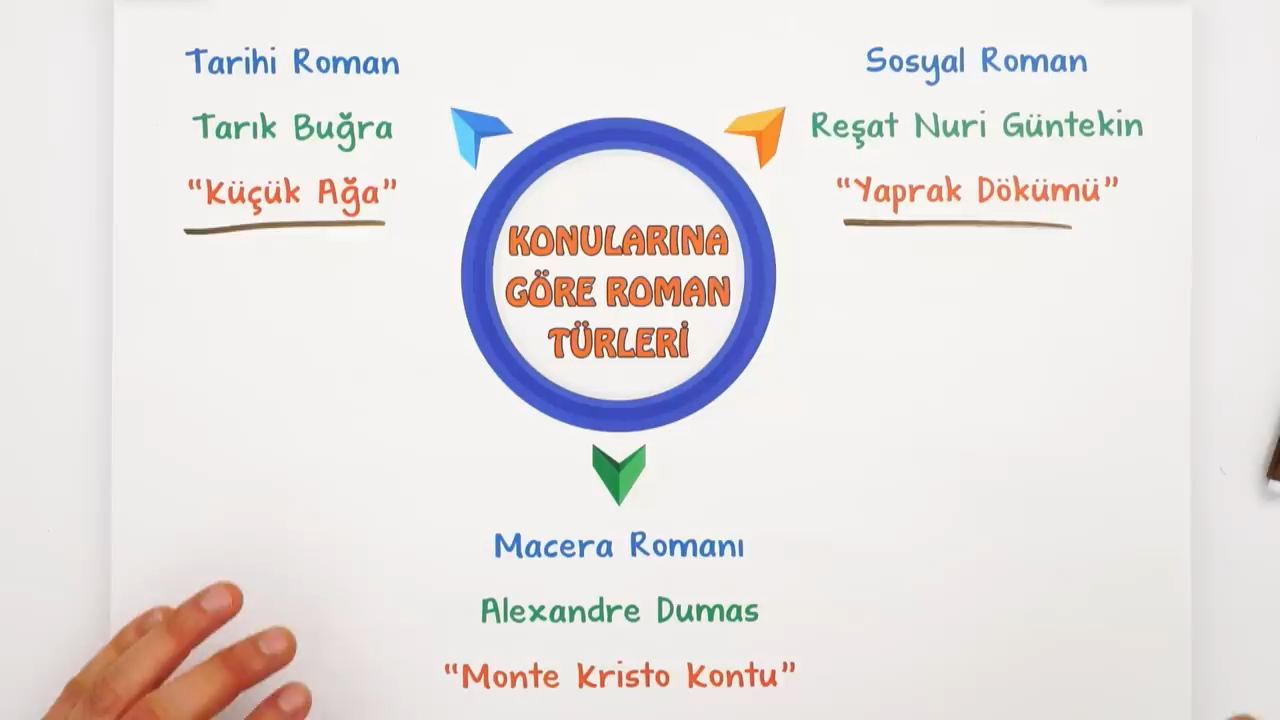 Tarihi Roman
Tarık Buğra
“Küçük Ağa”
Sosyal Roman
Reşat Nuri Güntekin
“Yaprak Dökümü”
KONULARINA
GÖRE ROMAN
TÜRLERİ
Macera Romanı
Alexandre Dumas
“Monte Kristo Kontu”